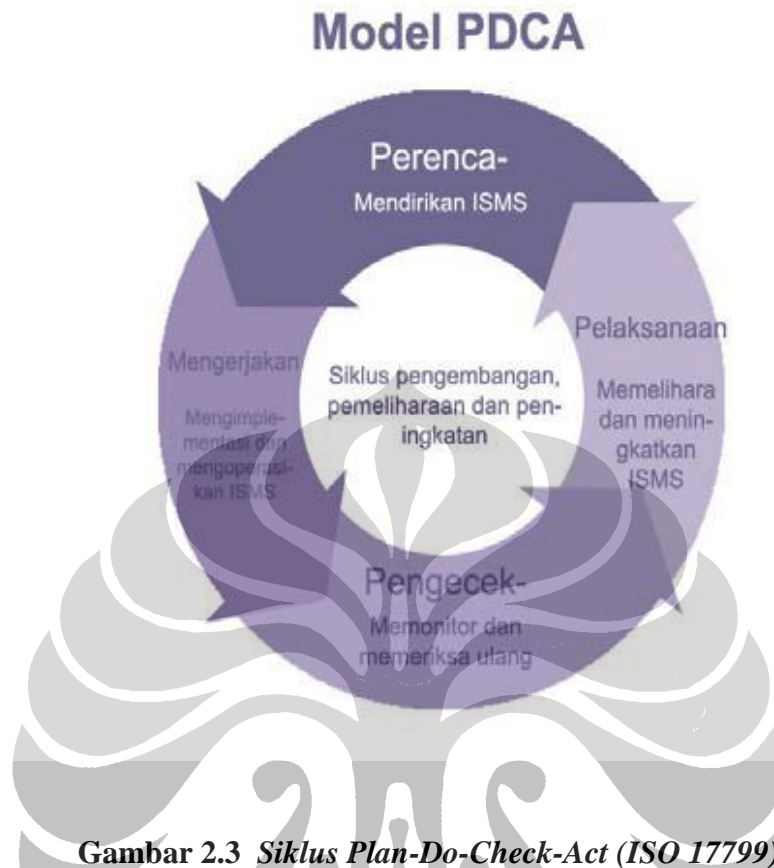 Model PDCA
Perenca-
Mendirikan ISMS
Mengerjakan
Mengimple-
mentasi dan
mengoperasi-
kan ISMS
Siklus pengembangan,
pemeliharaan dan pen-
ingkatan
Pelaksanaan
Memelihara
dan menin-
gkatkan
ISMS
Pengecek-
Memonitor dan
memeriksa ulang
Gambar 2.3 Siklus Plan-Do-Check-Act (ISO 17799)